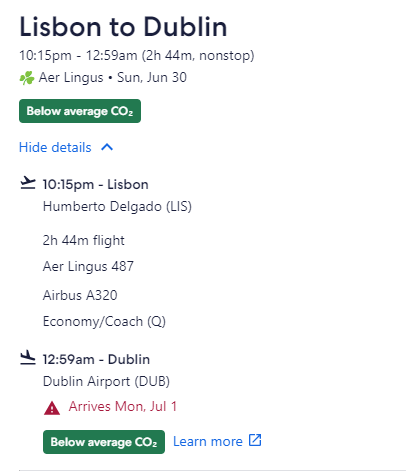 Lisbon to Dublin
10:15pm - 12:59am (2h 44m, nonstop)
Aer Lingus • Sun, Jun 30
Below average CO₂
Hide details
10:15pm - Lisbon
Humberto Delgado (LIS)
2h 44m flight
Aer Lingus 487
Airbus A320
Economy/Coach (Q)
12:59am - Dublin
Dublin Airport (DUB)
Arrives Mon, Jul 1
Below average CO₂ Learn more